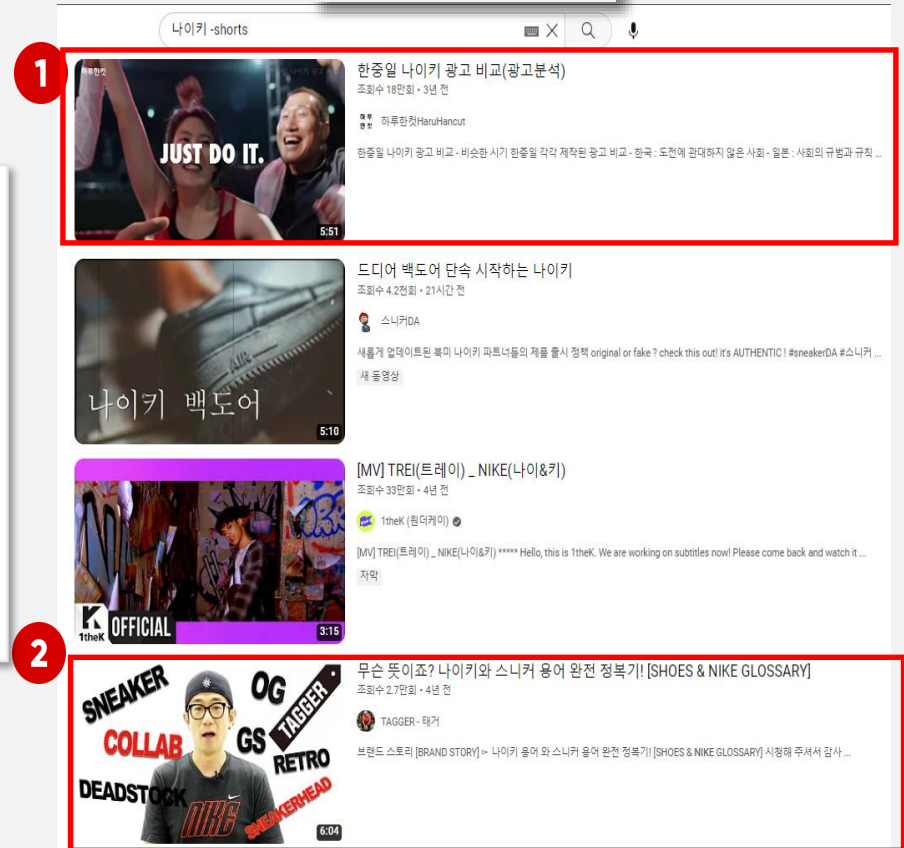 나이키 -shorts
1
하루한컷
JUST DO IT.
5:51
한중일 나이키 광고 비교(광고분석)
조회수 18만회 • 3년 전
하루한컷HaruHancut
한중일 나이키 광고 비교 - 비슷한 시기 한중일 각각 제작된 광고 비교 - 한국 : 도전에 관대하지 않은 사회 - 일본 : 사회의 규범과 규칙 ...
AIR
나이키 백도어
5:10
드디어 백도어 단속 시작하는 나이키
조회수 4.2천회 • 21시간 전
스니커DA
새롭게 업데이트된 북미 나이키 파트너들의 제품 출시 정책 original or fake ? check this out! it's AUTHENTIC ! #sneakerDA #스니커 ...
새 동영상
K
1theK
OFFICIAL
3:15
[MV] TREI(트레이) _ NIKE(나이&키)
조회수 33만회 • 4년 전
1theK (원더케이)
[MV] TREI(트레이) _ NIKE(나이&키) ***** Hello, this is 1theK. We are working on subtitles now! Please come back and watch it ...
자막
2
SNEAKER
OG
TAGGER
COLLAB
GS
RETRO
DEADSTOCK
SNEAKERHEAD
NIKE
6:04
무슨 뜻이죠? 나이키와 스니커 용어 완전 정복기! [SHOES & NIKE GLOSSARY]
조회수 2.7만회 • 4년 전
TAGGER - 태거
브랜드 스토리 [BRAND STORY] ▻ 나이키 용어 와 스니커 용어 완전 정복기! [SHOES & NIKE GLOSSARY] 시청해 주셔서 감사 ...